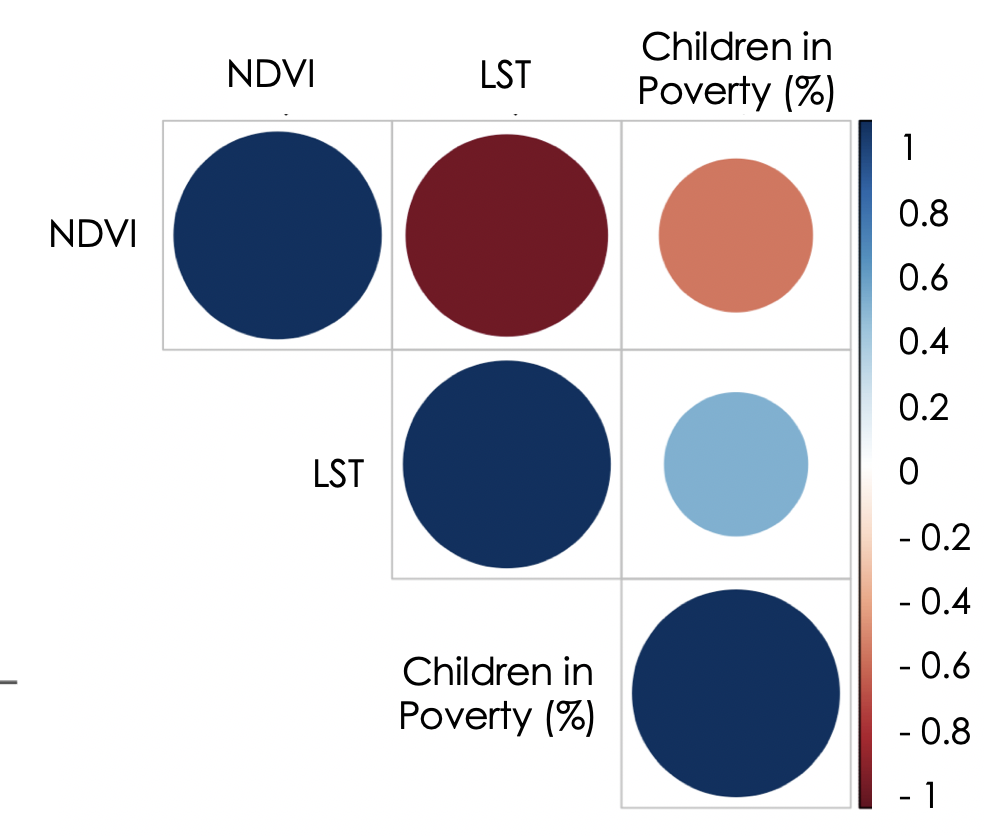 NDVI
LST
Children in
Poverty (%)
NDVI
LST
Children in
Poverty (%)
1
0.8
0.6
0.4
0.2
0
- 0.2
- 0.4
- 0.6
- 0.8
- 1